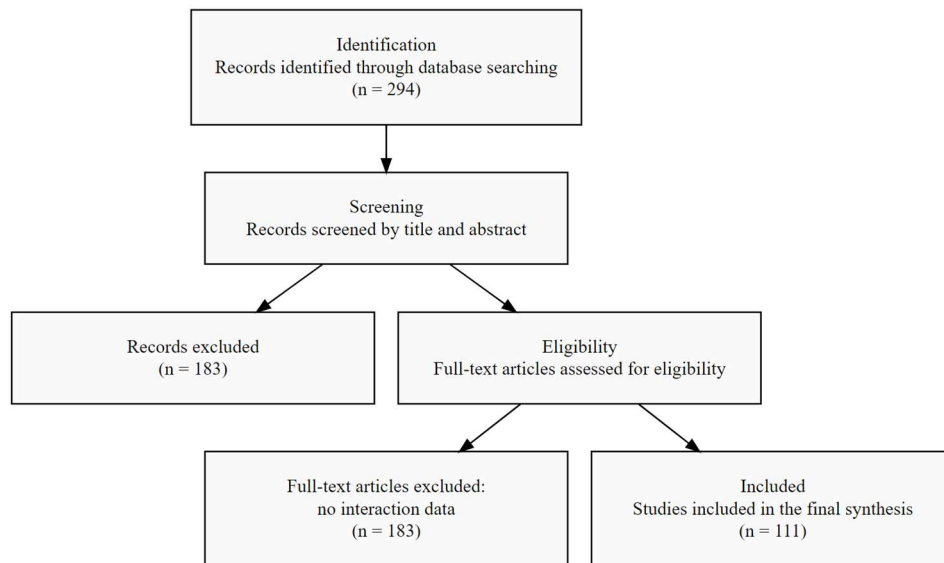 Identification
Records identified through database searching
(n = 294)
Screening
Records screened by title and abstract
Records excluded
(n = 183)
Eligibility
Full-text articles assessed for eligibility
Full-text articles excluded:
no interaction data
(n = 183)
Included
Studies included in the final synthesis
(n = 111)